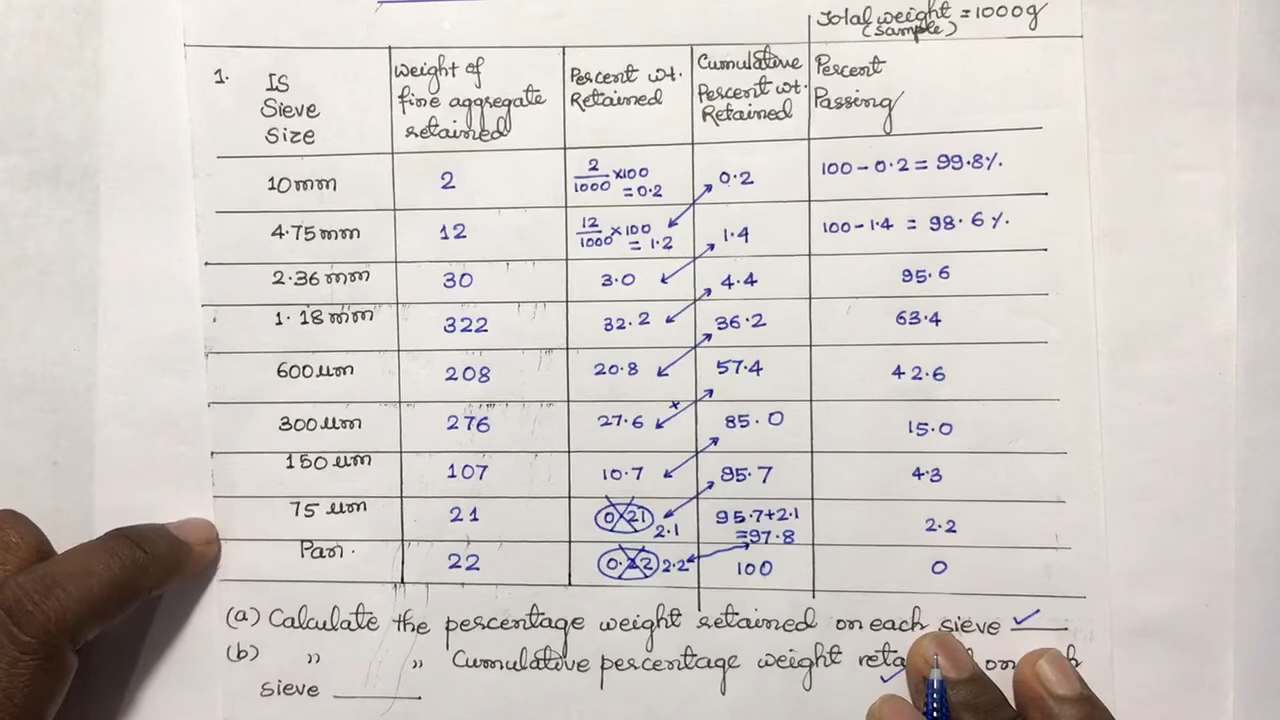 Total weight = 1000g
(sample)
1. IS Sieve Size | Weight of fine aggregate retained | Percent wt. Retained | Cumulative Percent wt. Retained | Percent Passing
10mm | 2 | 2/1000 ×100 = 0.2 | 0.2 | 100 - 0.2 = 99.8%.
4.75mm | 12 | 12/1000 ×100 = 1.2 | 1.4 | 100 - 1.4 = 98.6%.
2.36mm | 30 | 3.0 | 4.4 | 95.6
1.18mm | 322 | 32.2 | 36.2 | 63.4
600um | 208 | 20.8 | 57.4 | 42.6
300um | 276 | 27.6 × | 85.0 | 15.0
150um | 107 | 10.7 | 95.7 | 4.3
75um | 21 | 0.21 2.1 | 95.7+2.1 =97.8 | 2.2
Pan. | 22 | 0.22 2.2 | 100 | 0
(a) Calculate the percentage weight retained on each sieve ✓
(b) " " Cumulative percentage weight on
sieve